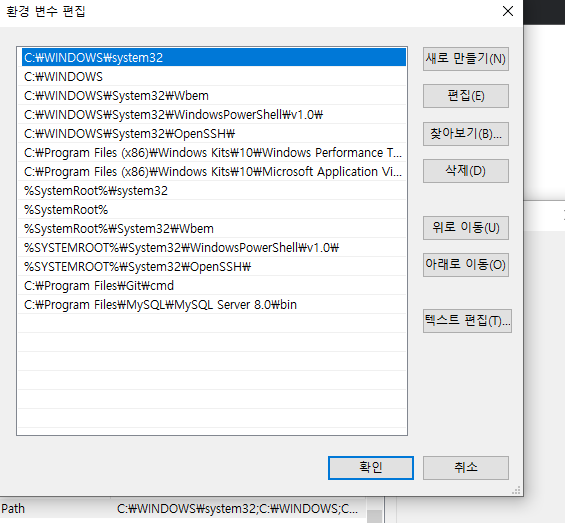 환경 변수 편집
C:₩WINDOWS₩system32
C:₩WINDOWS
C:₩WINDOWS₩System32₩Wbem
C:₩WINDOWS₩System32₩WindowsPowerShell₩v1.0₩
C:₩WINDOWS₩System32₩OpenSSH₩
C:₩Program Files (x86)₩Windows Kits₩10₩Windows Performance T...
C:₩Program Files (x86)₩Windows Kits₩10₩Microsoft Application Vi...
%SystemRoot%₩system32
%SystemRoot%
%SystemRoot%₩System32₩Wbem
%SYSTEMROOT%₩System32₩WindowsPowerShell₩v1.0₩
%SYSTEMROOT%₩System32₩OpenSSH₩
C:₩Program Files₩Git₩cmd
C:₩Program Files₩MySQL₩MySQL Server 8.0₩bin
새로 만들기(N)
편집(E)
찾아보기(B)...
삭제(D)
위로 이동(U)
아래로 이동(O)
텍스트 편집(T)...
확인
취소
Path C:₩WINDOWS₩system32;C:₩WINDOWS;C...